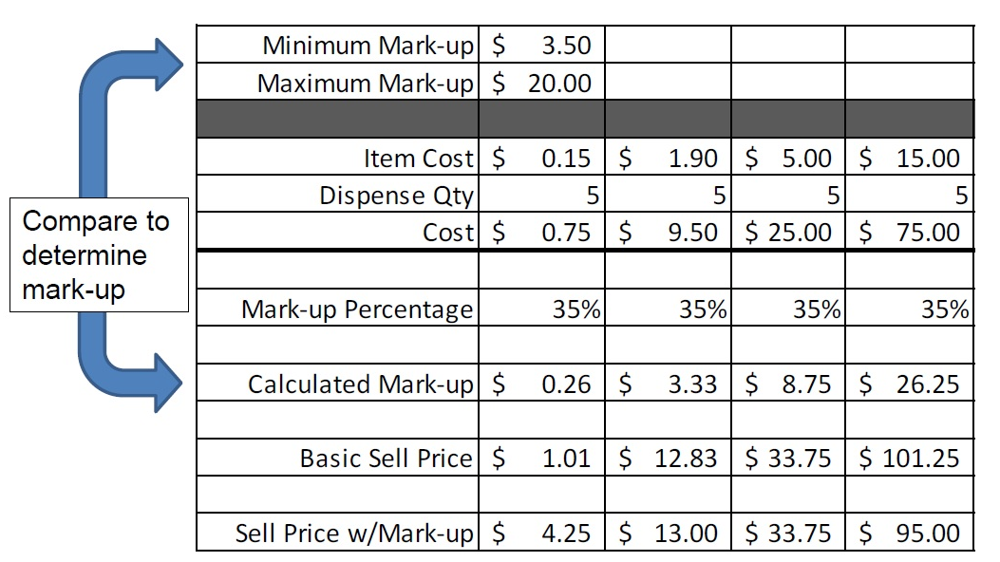 Minimum Mark-up $ 3.50
Maximum Mark-up $ 20.00
Item Cost $ 0.15 $ 1.90 $ 5.00 $ 15.00
Dispense Qty 5 5 5 5
Cost $ 0.75 $ 9.50 $ 25.00 $ 75.00
Compare to
determine
mark-up
Mark-up Percentage 35% 35% 35% 35%
Calculated Mark-up $ 0.26 $ 3.33 $ 8.75 $ 26.25
Basic Sell Price $ 1.01 $ 12.83 $ 33.75 $ 101.25
Sell Price w/Mark-up $ 4.25 $ 13.00 $ 33.75 $ 95.00